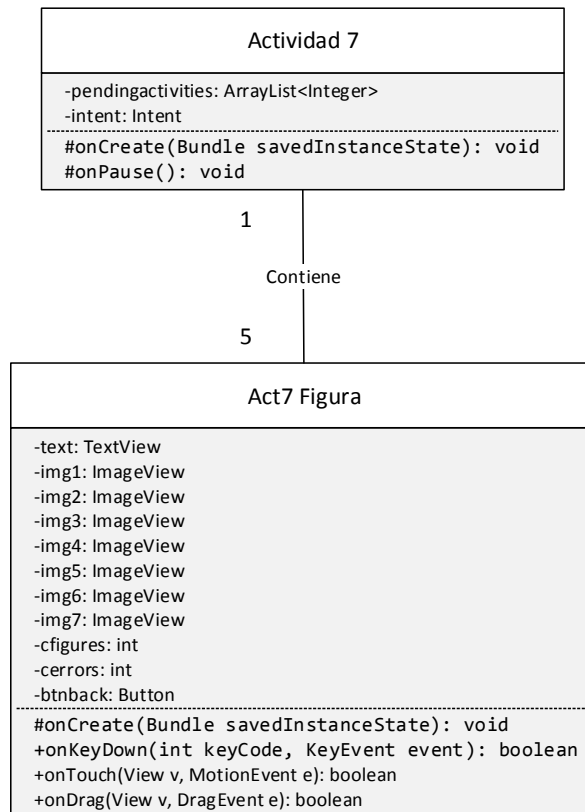 Actividad 7
-pendingactivities: ArrayList<Integer>
-intent: Intent
#onCreate(Bundle savedInstanceState): void
#onPause(): void
1
Contiene
5
Act7 Figura
-text: TextView
-img1: ImageView
-img2: ImageView
-img3: ImageView
-img4: ImageView
-img5: ImageView
-img6: ImageView
-img7: ImageView
-cfigures: int
-cerrors: int
-btnback: Button
#onCreate(Bundle savedInstanceState): void
+onKeyDown(int keyCode, KeyEvent event): boolean
+onTouch(View v, MotionEvent e): boolean
+onDrag(View v, DragEvent e): boolean